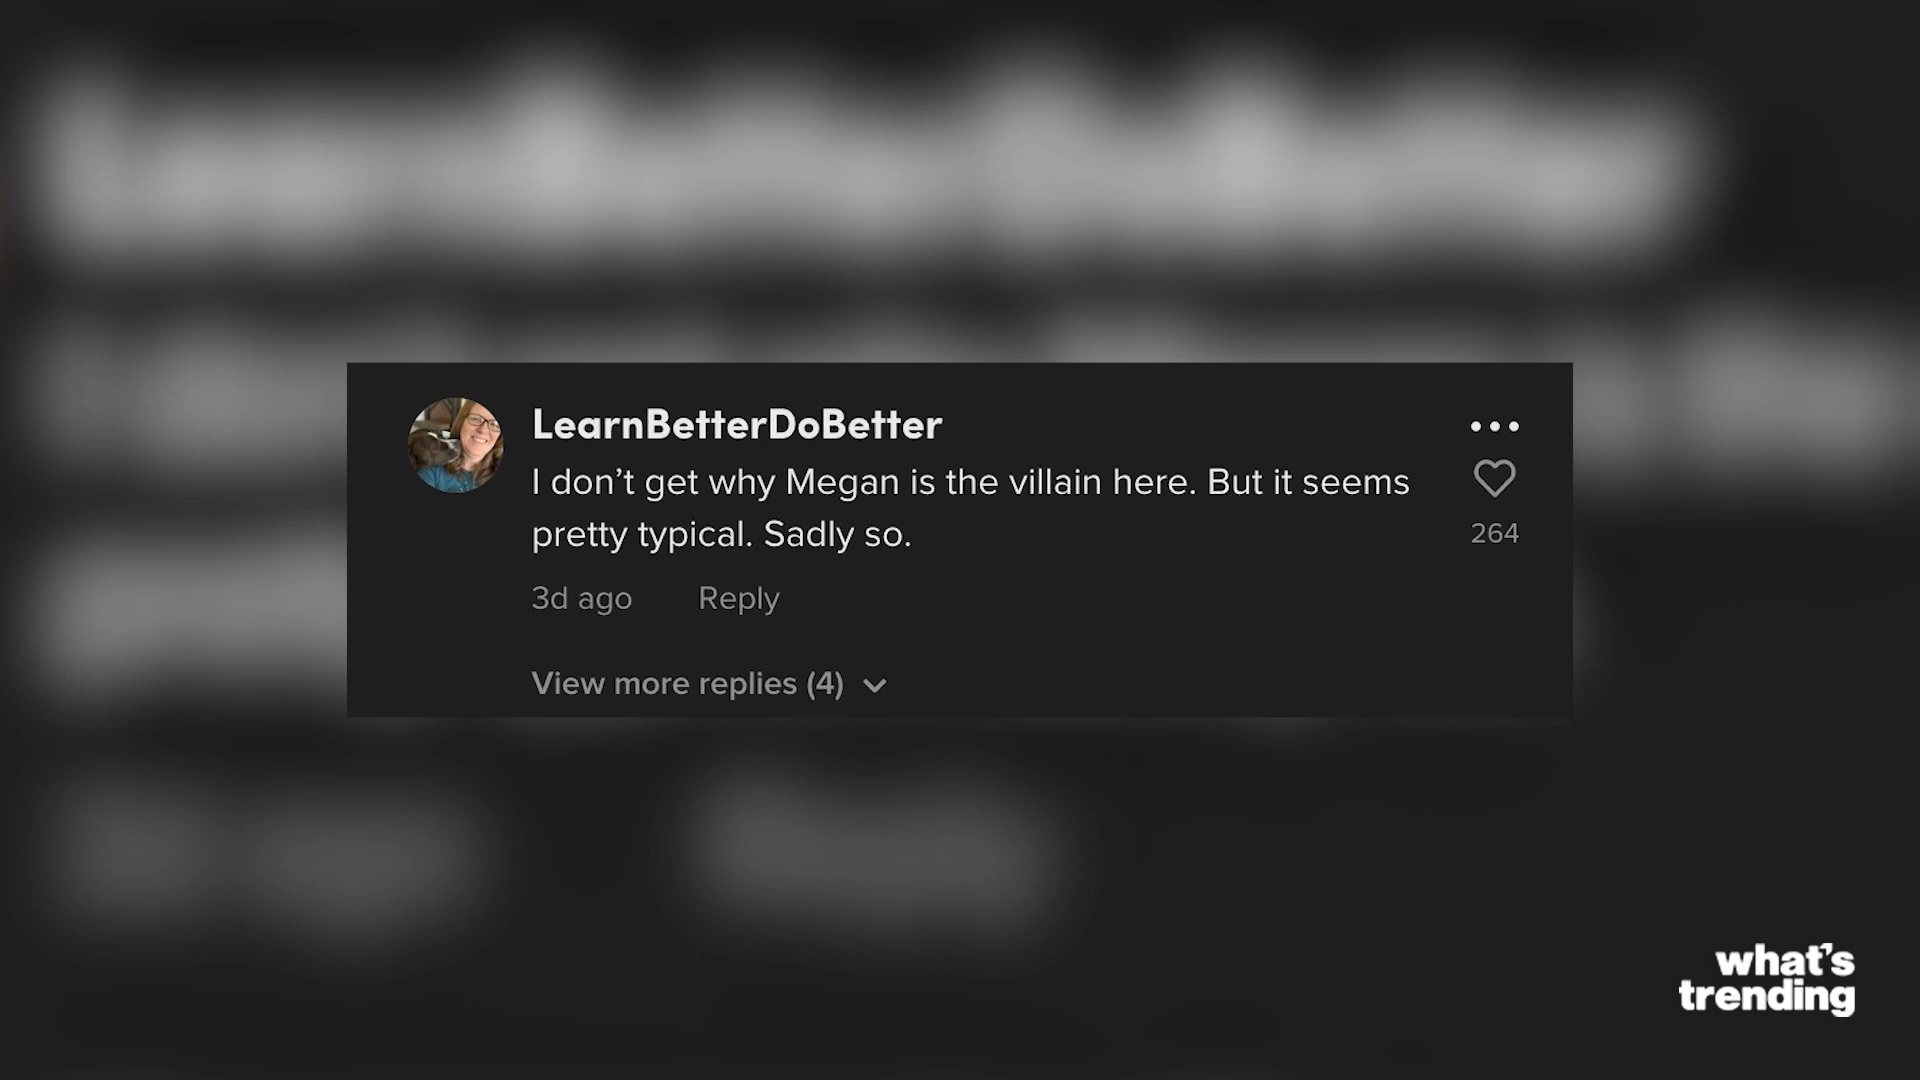 LearnBetterDoBetter
I don’t get why Megan is the villain here. But it seems
pretty typical. Sadly so.
264
3d ago Reply
View more replies (4)
what's
trending